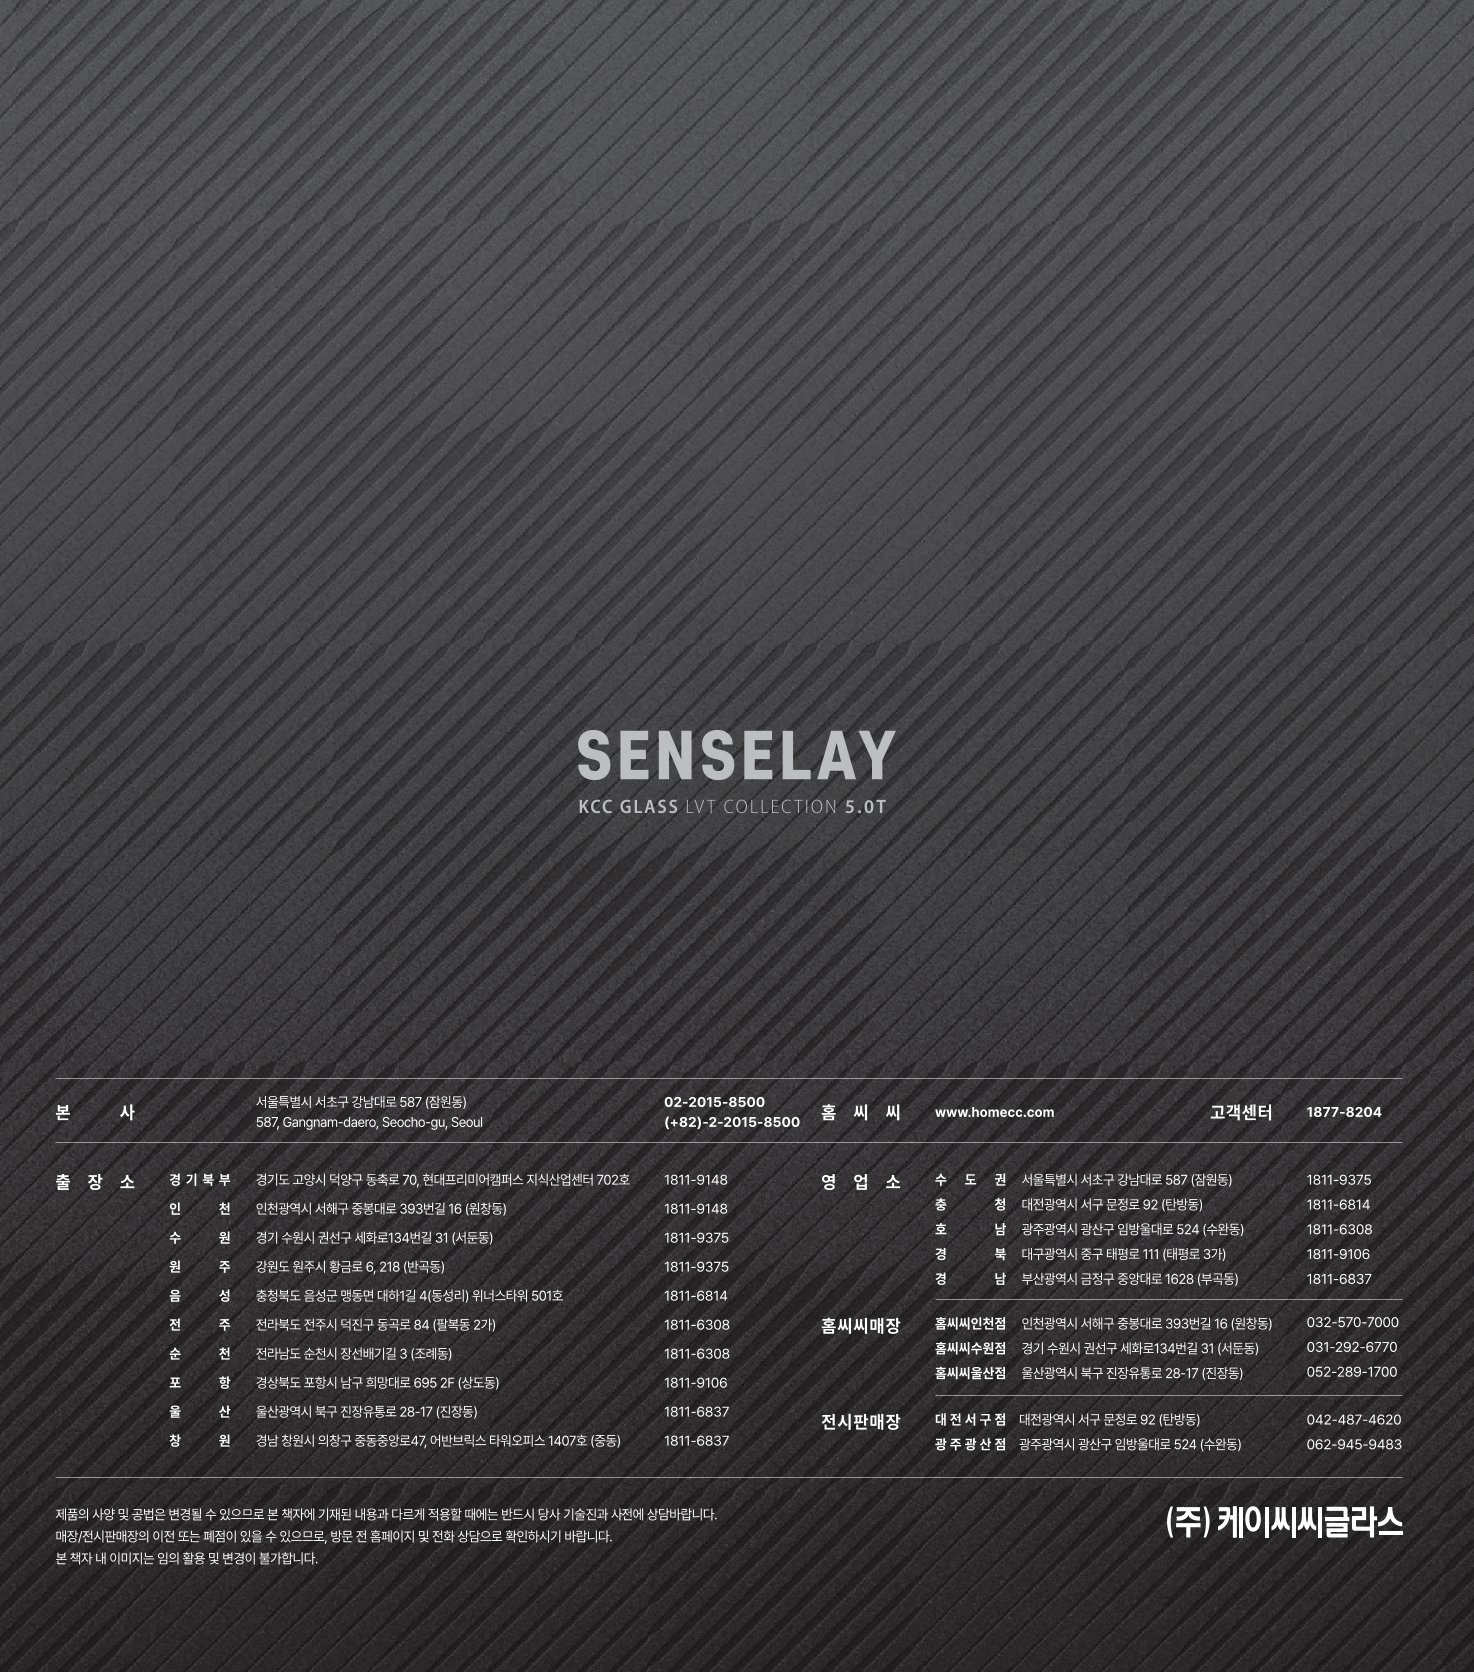 SENSELAY
KCC GLASS LVT COLLECTION 5.0T
본 사 서울특별시 서초구 강남대로 587 (잠원동) 02-2015-8500
587, Gangnam-daero, Seocho-gu, Seoul (+82)-2-2015-8500
출 장 소 경기북부 경기도 고양시 덕양구 동축로 70, 현대프리미어캠퍼스 지식산업센터 702호 1811-9148
인 천 인천광역시 서해구 중봉대로 393번길 16 (원창동) 1811-9148
수 원 경기 수원시 권선구 세화로134번길 31 (서둔동) 1811-9375
원 주 강원도 원주시 황금로 6, 218 (반곡동) 1811-9375
음 성 충청북도 음성군 맹동면 대하1길 4(동성리) 위너스타워 501호 1811-6814
전 주 전라북도 전주시 덕진구 동곡로 84 (팔복동 2가) 1811-6308
순 천 전라남도 순천시 장선배기길 3 (조례동) 1811-6308
포 항 경상북도 포항시 남구 희망대로 695 2F (상도동) 1811-9106
울 산 울산광역시 북구 진장유통로 28-17 (진장동) 1811-6837
창 원 경남 창원시 의창구 중동중앙로47, 어반브릭스 타워오피스 1407호 (중동) 1811-6837
홈 씨 씨 www.homecc.com 고객센터 1877-8204
영 업 소 수 도 권 서울특별시 서초구 강남대로 587 (잠원동) 1811-9375
충 청 대전광역시 서구 문정로 92 (탄방동) 1811-6814
호 남 광주광역시 광산구 임방울대로 524 (수완동) 1811-6308
경 북 대구광역시 중구 태평로 111 (태평로 3가) 1811-9106
경 남 부산광역시 금정구 중앙대로 1628 (부곡동) 1811-6837
홈씨씨매장 홈씨씨인천점 인천광역시 서해구 중봉대로 393번길 16 (원창동) 032-570-7000
홈씨씨수원점 경기 수원시 권선구 세화로134번길 31 (서둔동) 031-292-6770
홈씨씨울산점 울산광역시 북구 진장유통로 28-17 (진장동) 052-289-1700
전시판매장 대전서구점 대전광역시 서구 문정로 92 (탄방동) 042-487-4620
광주광산점 광주광역시 광산구 임방울대로 524 (수완동) 062-945-9483
제품의 사양 및 공법은 변경될 수 있으므로 본 책자에 기재된 내용과 다르게 적용할 때에는 반드시 당사 기술진과 사전에 상담바랍니다.
매장/전시판매장의 이전 또는 폐점이 있을 수 있으므로, 방문 전 홈페이지 및 전화 상담으로 확인하시기 바랍니다.
본 책자 내 이미지는 임의 활용 및 변경이 불가합니다.
(주) 케이씨씨글라스